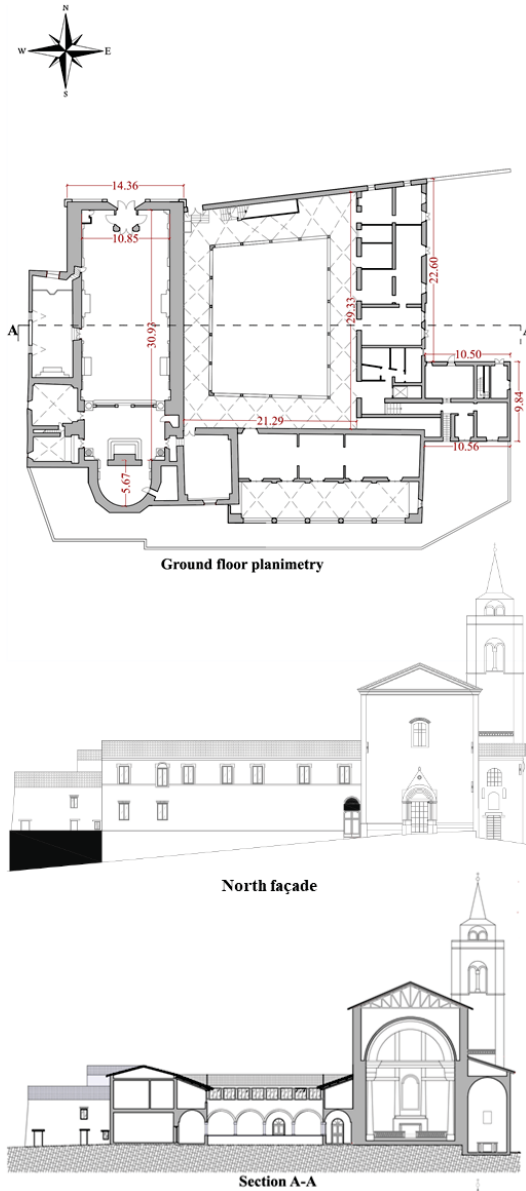 N
W E
S
14.36
10.85
30.93
29.33
22.60
A
10.50
9.84
21.29
10.56
5.67
Ground floor planimetry
North façade
Section A-A